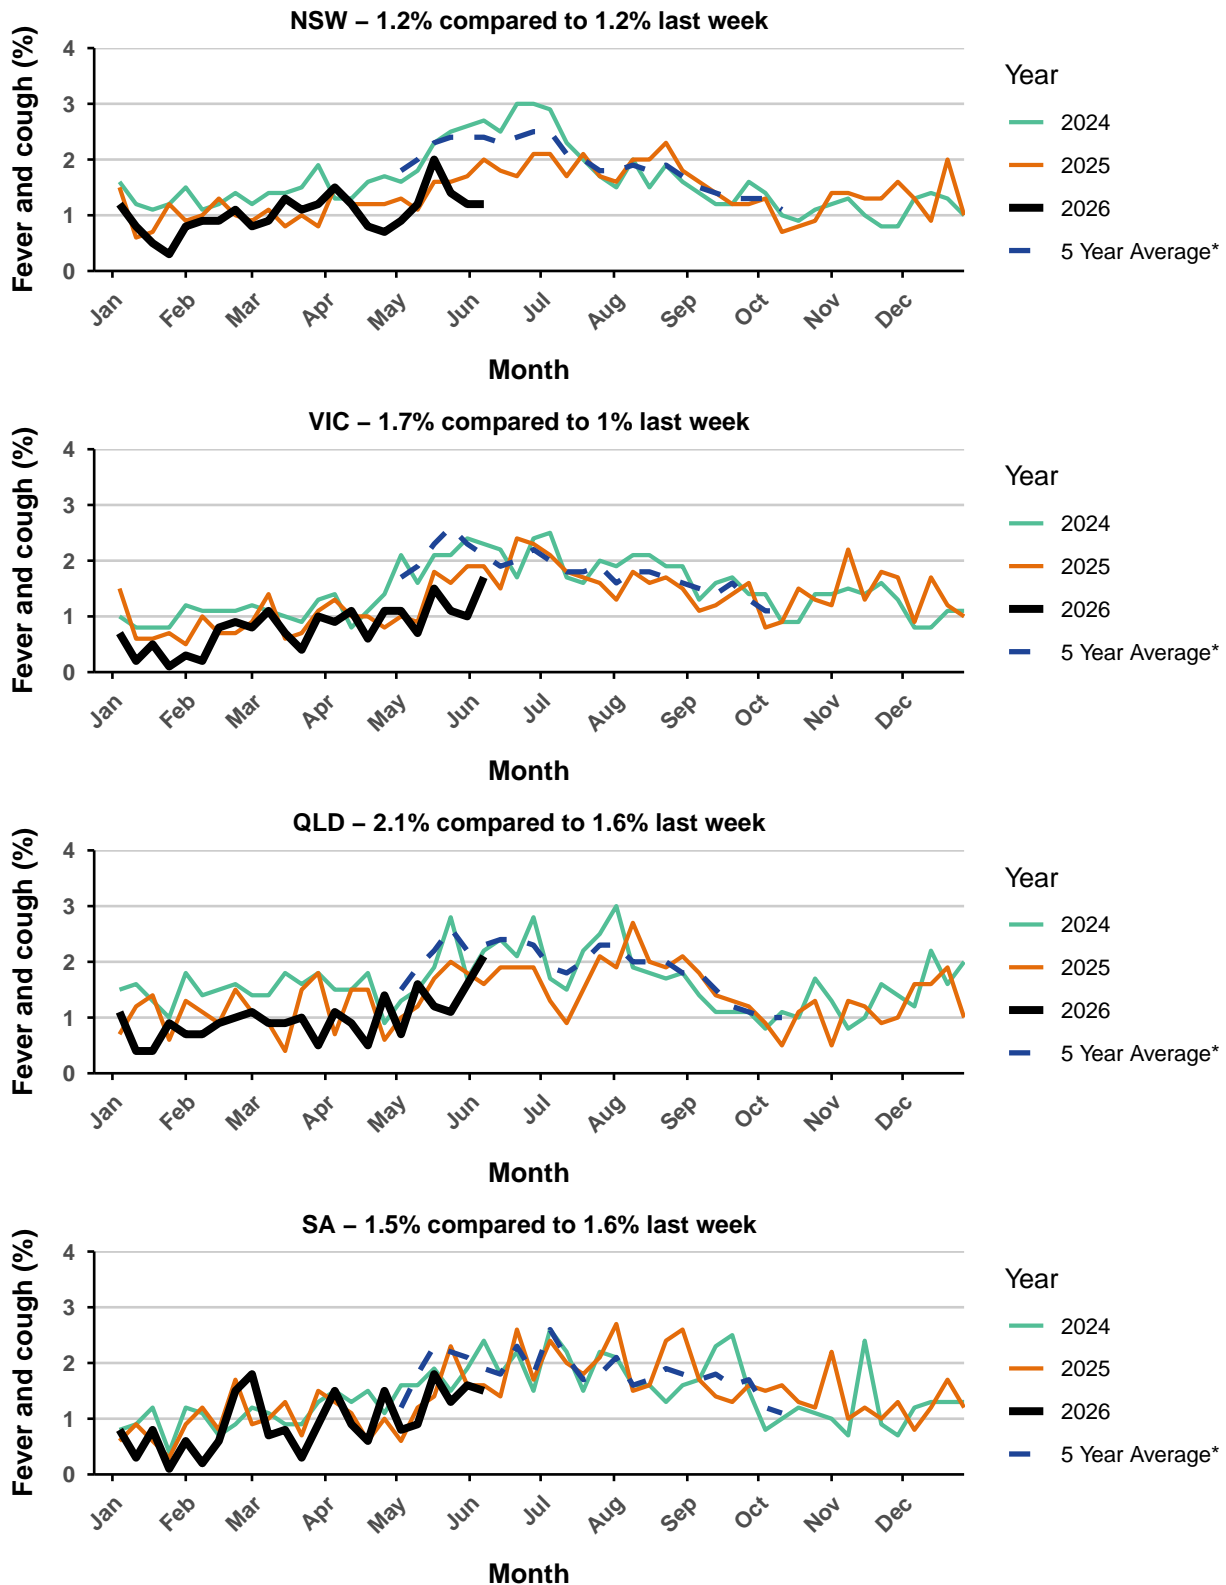 NSW – 1.2% compared to 1.2% last week
Fever and cough (%)
4
3
2
1
0
Jan Feb Mar Apr May Jun Jul Aug Sep Oct Nov Dec
Month
Year
2024
2025
2026
5 Year Average*
VIC – 1.7% compared to 1% last week
Fever and cough (%)
4
3
2
1
0
Jan Feb Mar Apr May Jun Jul Aug Sep Oct Nov Dec
Month
Year
2024
2025
2026
5 Year Average*
QLD – 2.1% compared to 1.6% last week
Fever and cough (%)
4
3
2
1
0
Jan Feb Mar Apr May Jun Jul Aug Sep Oct Nov Dec
Month
Year
2024
2025
2026
5 Year Average*
SA – 1.5% compared to 1.6% last week
Fever and cough (%)
4
3
2
1
0
Jan Feb Mar Apr May Jun Jul Aug Sep Oct Nov Dec
Month
Year
2024
2025
2026
5 Year Average*